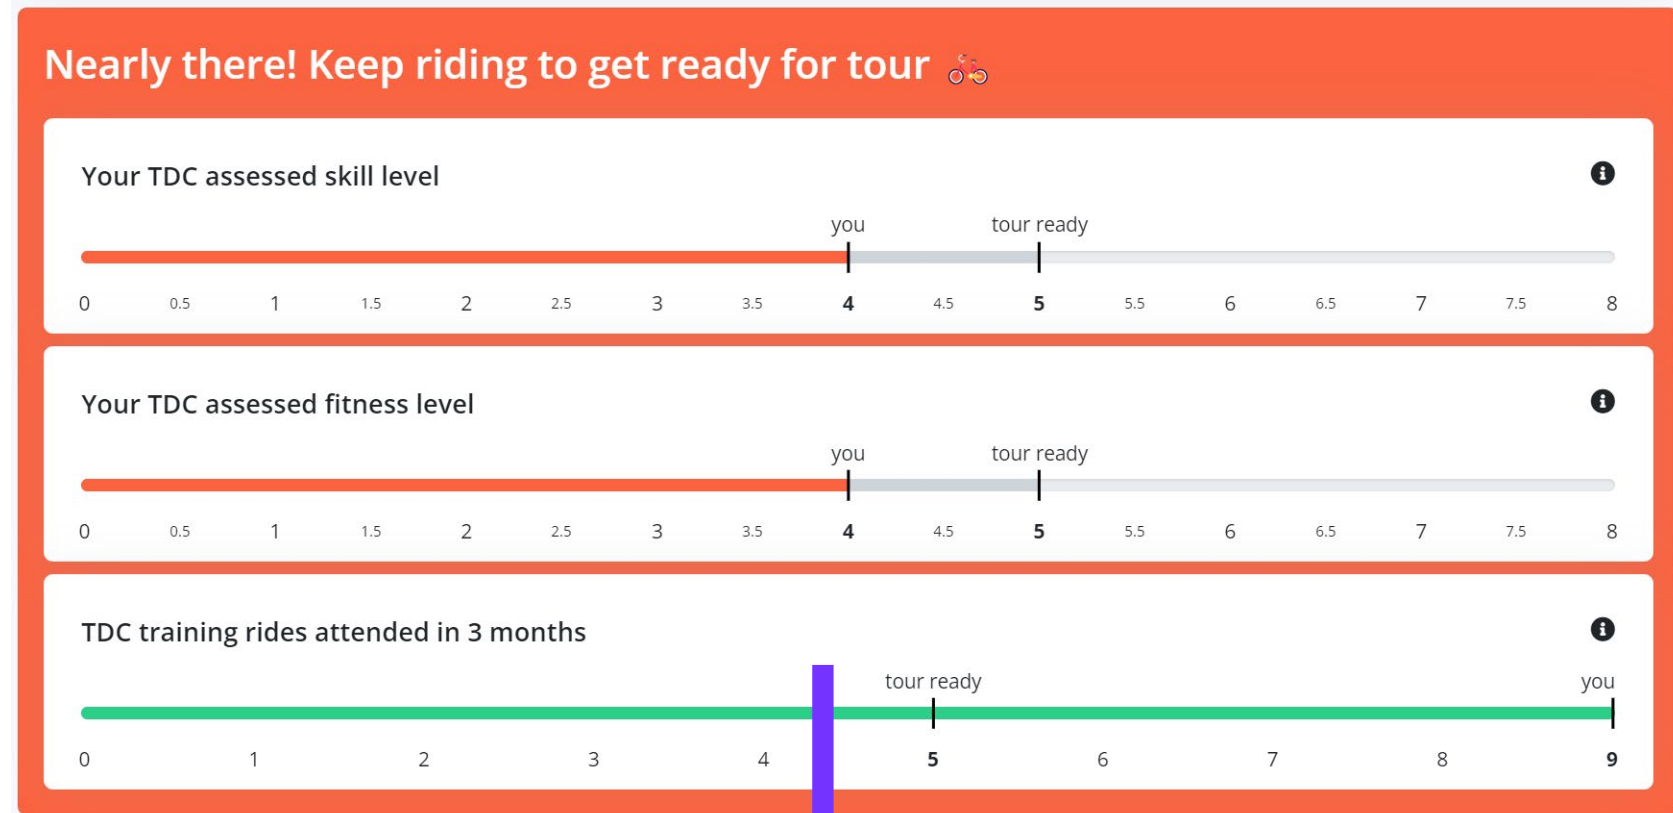 Nearly there! Keep riding to get ready for tour
Your TDC assessed skill level
you tour ready
0 0.5 1 1.5 2 2.5 3 3.5 4 4.5 5 5.5 6 6.5 7 7.5 8
Your TDC assessed fitness level
you tour ready
0 0.5 1 1.5 2 2.5 3 3.5 4 4.5 5 5.5 6 6.5 7 7.5 8
TDC training rides attended in 3 months
tour ready you
0 1 2 3 4 5 6 7 8 9